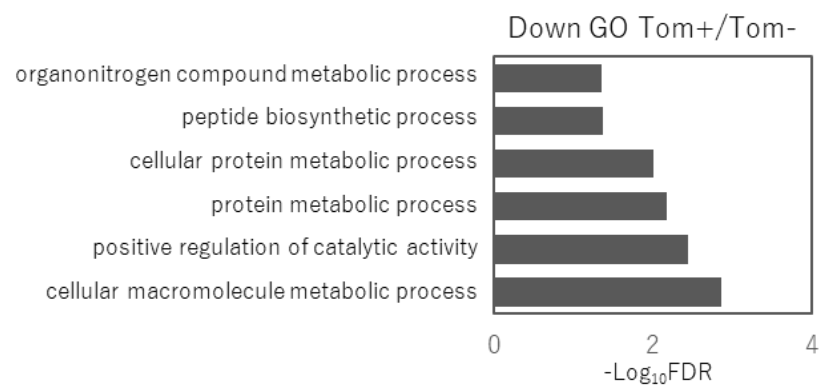 Down GO Tom+/Tom-
organonitrogen compound metabolic process
peptide biosynthetic process
cellular protein metabolic process
protein metabolic process
positive regulation of catalytic activity
cellular macromolecule metabolic process
0 2 4
-Log₁₀FDR